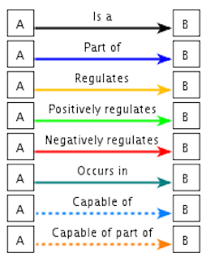 A Is a B
A Part of B
A Regulates B
A Positively regulates B
A Negatively regulates B
A Occurs in B
A Capable of B
A Capable of part of B